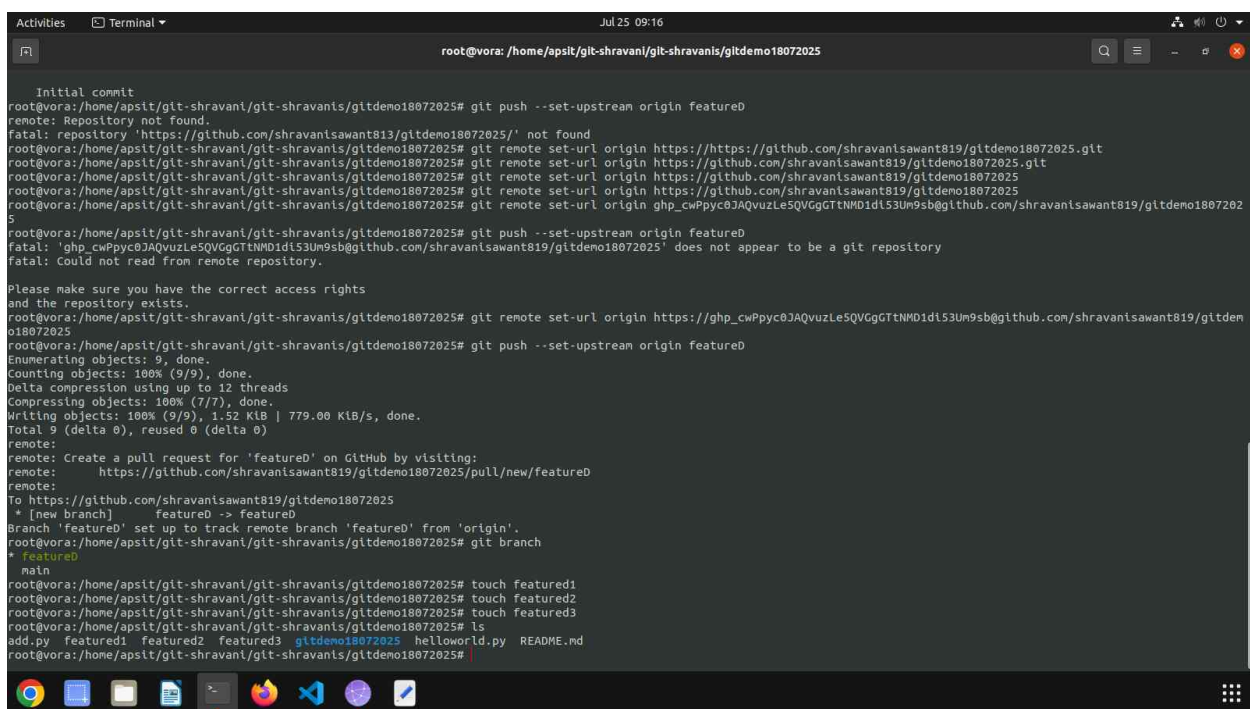 Activities Terminal Jul 25 09:16
root@vora: /home/apsit/git-shravani/git-shravanis/gitdemo18072025
Initial commit
root@vora:/home/apsit/git-shravani/git-shravanis/gitdemo18072025# git push --set-upstream origin featureD
remote: Repository not found.
fatal: repository 'https://github.com/shravanisawant813/gitdemo18072025/' not found
root@vora:/home/apsit/git-shravani/git-shravanis/gitdemo18072025# git remote set-url origin https://https://github.com/shravanisawant819/gitdemo18072025.git
root@vora:/home/apsit/git-shravani/git-shravanis/gitdemo18072025# git remote set-url origin https://github.com/shravanisawant819/gitdemo18072025.git
root@vora:/home/apsit/git-shravani/git-shravanis/gitdemo18072025# git remote set-url origin https://github.com/shravanisawant819/gitdemo18072025
root@vora:/home/apsit/git-shravani/git-shravanis/gitdemo18072025# git remote set-url origin https://github.com/shravanisawant819/gitdemo18072025
root@vora:/home/apsit/git-shravani/git-shravanis/gitdemo18072025# git remote set-url origin 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@github.com/shravanisawant819/gitdemo1807202
5
root@vora:/home/apsit/git-shravani/git-shravanis/gitdemo18072025# git push --set-upstream origin featureD
fatal: '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@github.com/shravanisawant819/gitdemo18072025' does not appear to be a git repository
fatal: Could not read from remote repository.
Please make sure you have the correct access rights
and the repository exists.
root@vora:/home/apsit/git-shravani/git-shravanis/gitdemo18072025# git remote set-url origin https://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@github.com/shravanisawant819/gitdem
o18072025
root@vora:/home/apsit/git-shravani/git-shravanis/gitdemo18072025# git push --set-upstream origin featureD
Enumerating objects: 9, done.
Counting objects: 100% (9/9), done.
Delta compression using up to 12 threads
Compressing objects: 100% (7/7), done.
Writing objects: 100% (9/9), 1.52 KiB | 779.00 KiB/s, done.
Total 9 (delta 0), reused 0 (delta 0)
remote:
remote: Create a pull request for 'featureD' on GitHub by visiting:
remote:      https://github.com/shravanisawant819/gitdemo18072025/pull/new/featureD
remote:
To https://github.com/shravanisawant819/gitdemo18072025
 * [new branch]      featureD -> featureD
Branch 'featureD' set up to track remote branch 'featureD' from 'origin'.
root@vora:/home/apsit/git-shravani/git-shravanis/gitdemo18072025# git branch
* featureD
  main
root@vora:/home/apsit/git-shravani/git-shravanis/gitdemo18072025# touch featured1
root@vora:/home/apsit/git-shravani/git-shravanis/gitdemo18072025# touch featured2
root@vora:/home/apsit/git-shravani/git-shravanis/gitdemo18072025# touch featured3
root@vora:/home/apsit/git-shravani/git-shravanis/gitdemo18072025# ls
add.py  featured1  featured2  featured3  gitdemo18072025  helloworld.py  README.md
root@vora:/home/apsit/git-shravani/git-shravanis/gitdemo18072025#